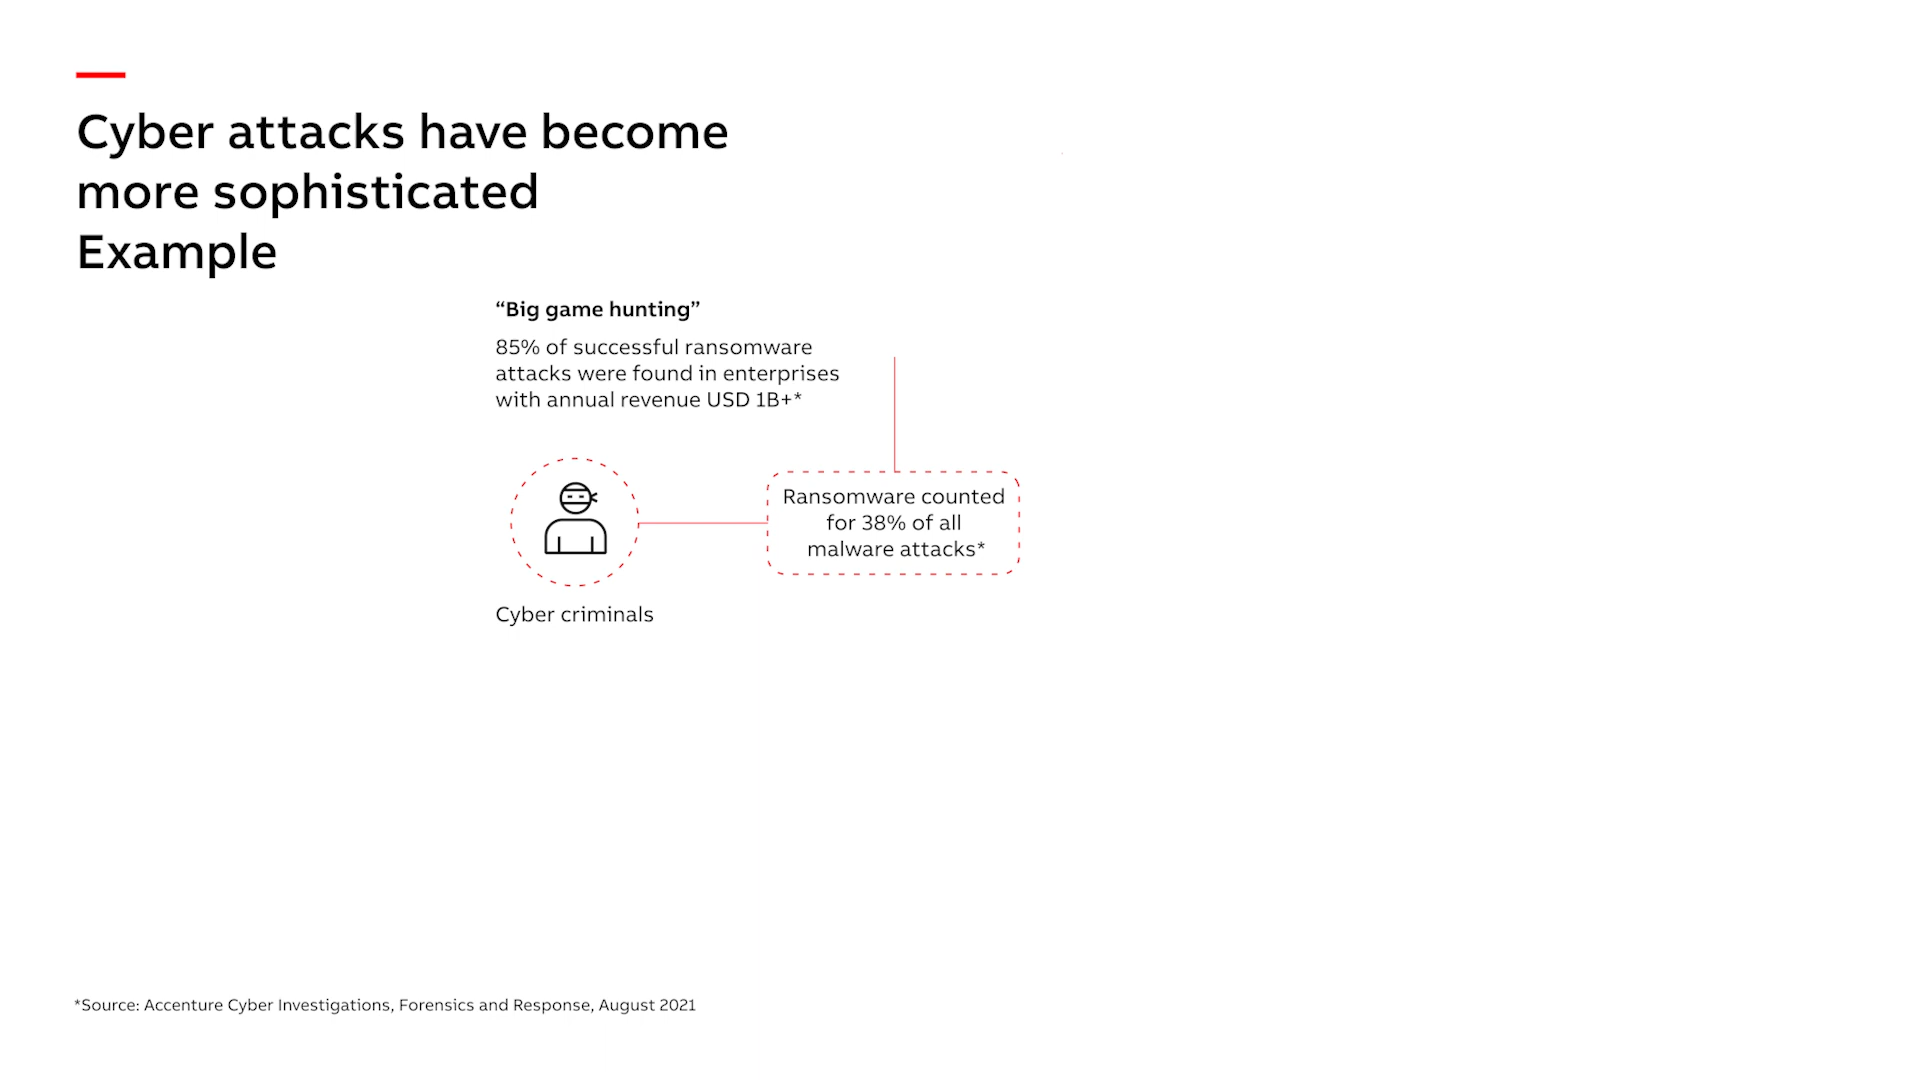 Cyber attacks have become
more sophisticated
Example
“Big game hunting”
85% of successful ransomware
attacks were found in enterprises
with annual revenue USD 1B+*
Ransomware counted
for 38% of all
malware attacks*
Cyber criminals
*Source: Accenture Cyber Investigations, Forensics and Response, August 2021